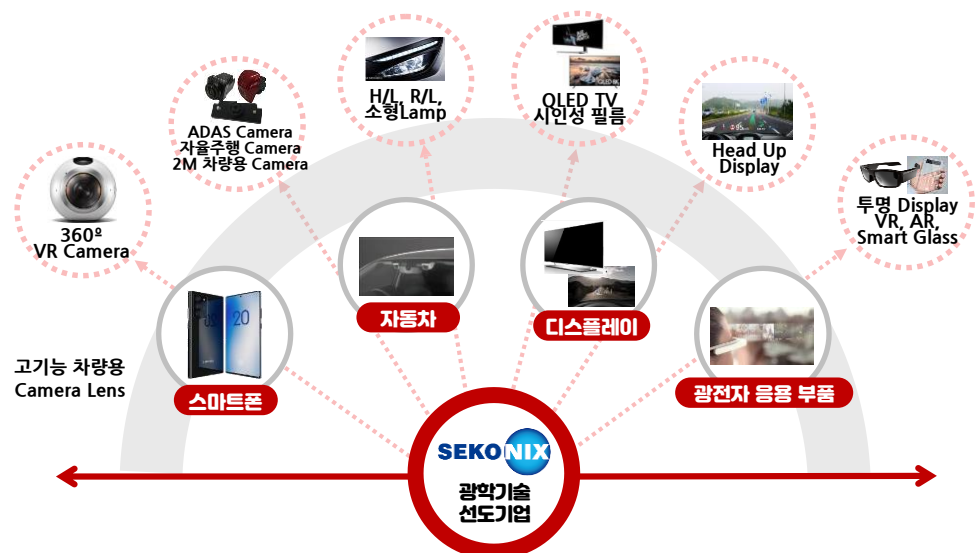 H/L, R/L,
소형Lamp
QLED TV
시인성 필름
ADAS Camera
자율주행 Camera
2M 차량용 Camera
Head Up
Display
360º
VR Camera
투명 Display
VR, AR,
Smart Glass
자동차
디스플레이
스마트폰
광전자 응용 부품
고기능 차량용
Camera Lens
SEKONIX
광학기술
선도기업